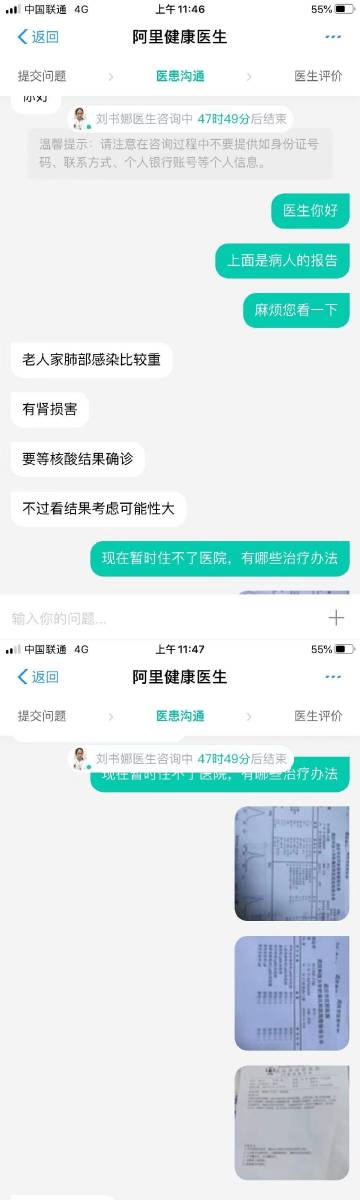 中国联通 4G
上午11:46
55%
返回
阿里健康医生
提交问题
医患沟通
医生评价
你好
刘书娜医生咨询中 47时49分后结束
温馨提示：请注意在咨询过程中不要提供如身份证号
码、联系方式、个人银行账号等个人信息。
医生你好
上面是病人的报告
麻烦您看一下
老人家肺部感染比较重
有肾损害
要等核酸结果确诊
不过看结果考虑可能性大
现在暂时住不了医院，有哪些治疗办法
输入你的问题...
中国联通 4G
上午11:47
55%
返回
阿里健康医生
提交问题
医患沟通
医生评价
刘书娜医生咨询中 47时49分后结束
现在暂时住不了医院，有哪些治疗办法